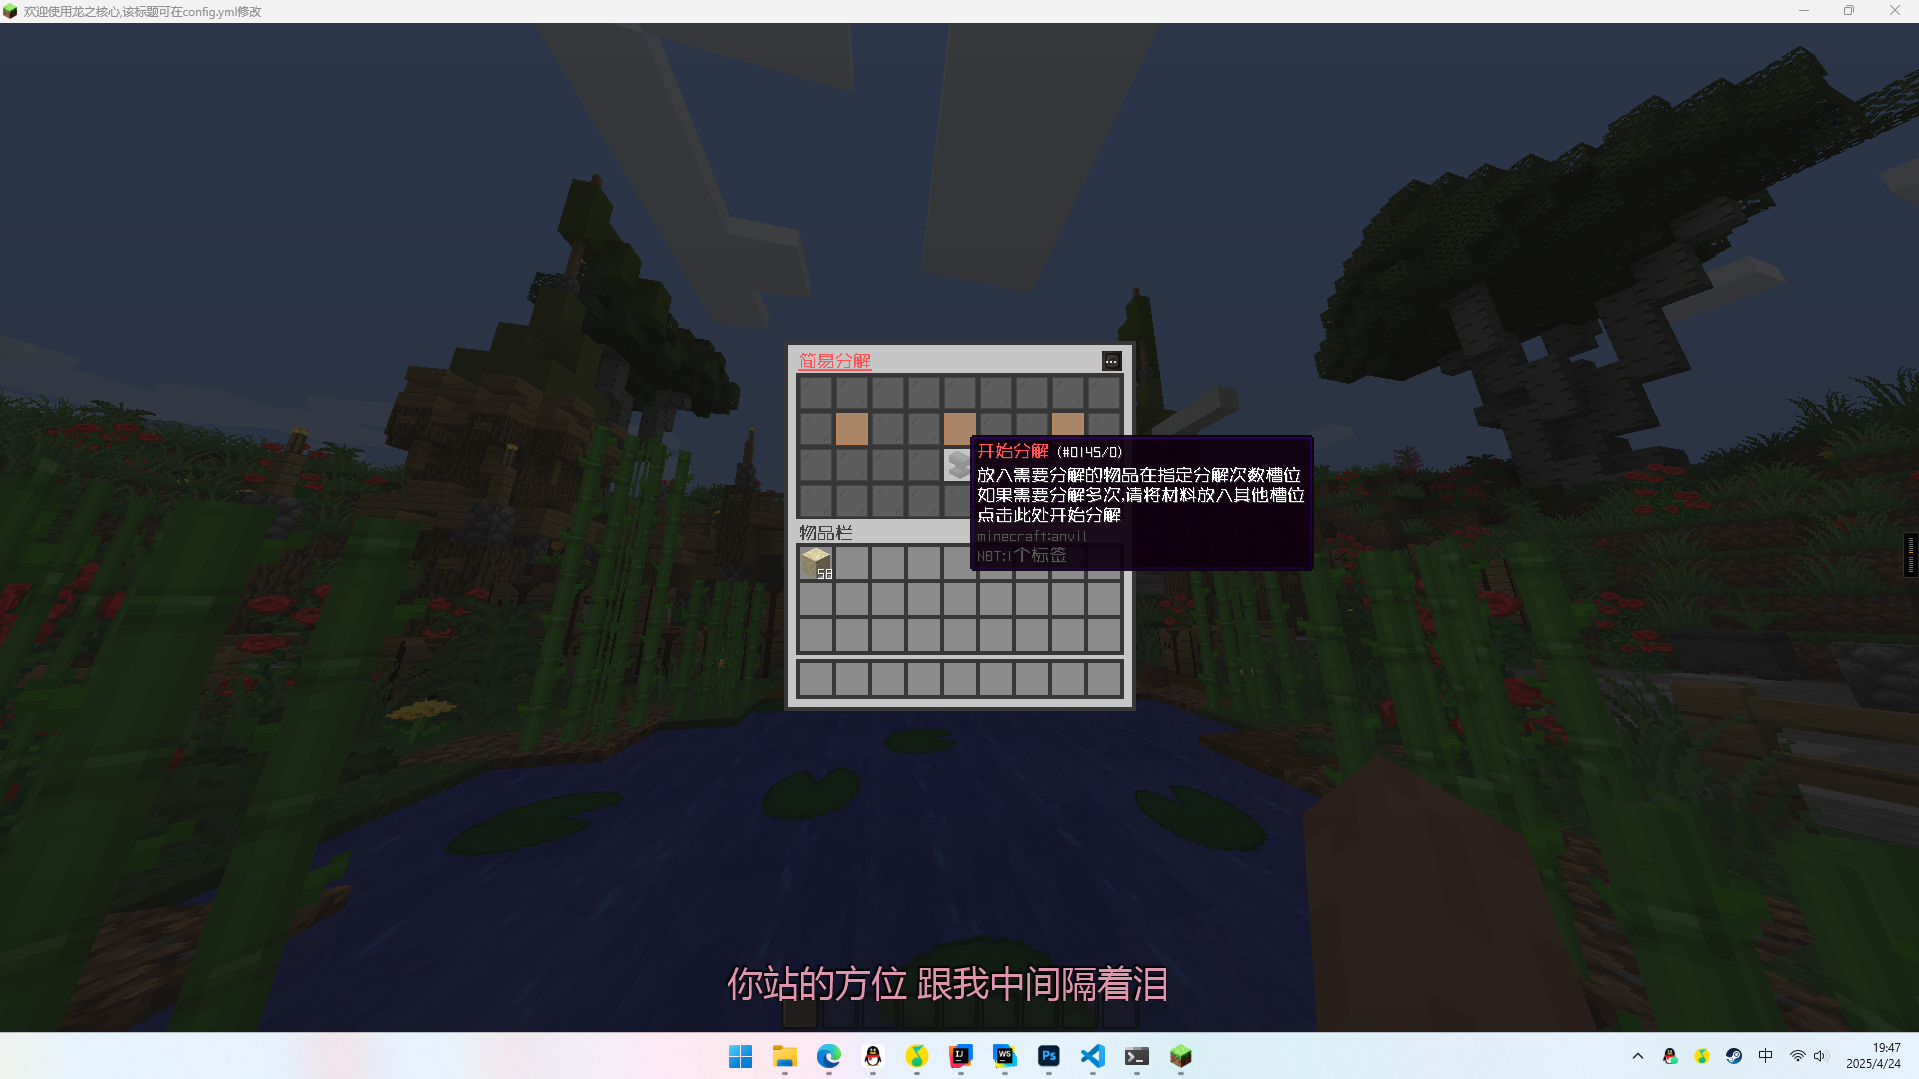 欢迎使用龙之核心,该标题可在config.yml修改
简易分解
开始分解 (#0145/0)
放入需要分解的物品在指定分解次数槽位
如果需要分解多次,请将材料放入其他槽位
点击此处开始分解
minecraft:anvil
NBT:1个标签
物品栏
58
你站的方位 跟我中间隔着泪
IJ
WS
Ps
中
19:47
2025/4/24